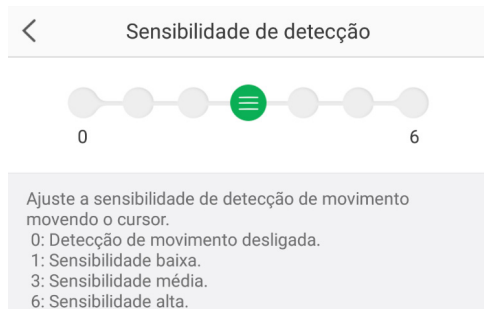 Sensibilidade de detecção
0 6
Ajuste a sensibilidade de detecção de movimento
movendo o cursor.
0: Detecção de movimento desligada.
1: Sensibilidade baixa.
3: Sensibilidade média.
6: Sensibilidade alta.